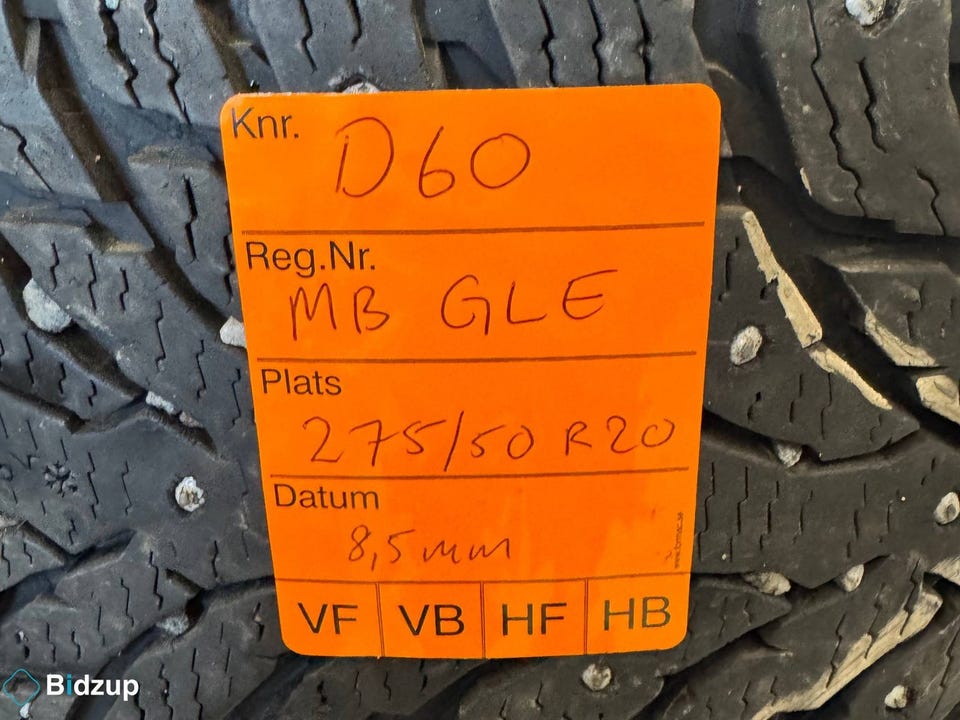 Knr.
D60
Reg.Nr.
MB GLE
Plats
275/50 R20
Datum
8,5 mm
VF VB HF HB
Bidzup